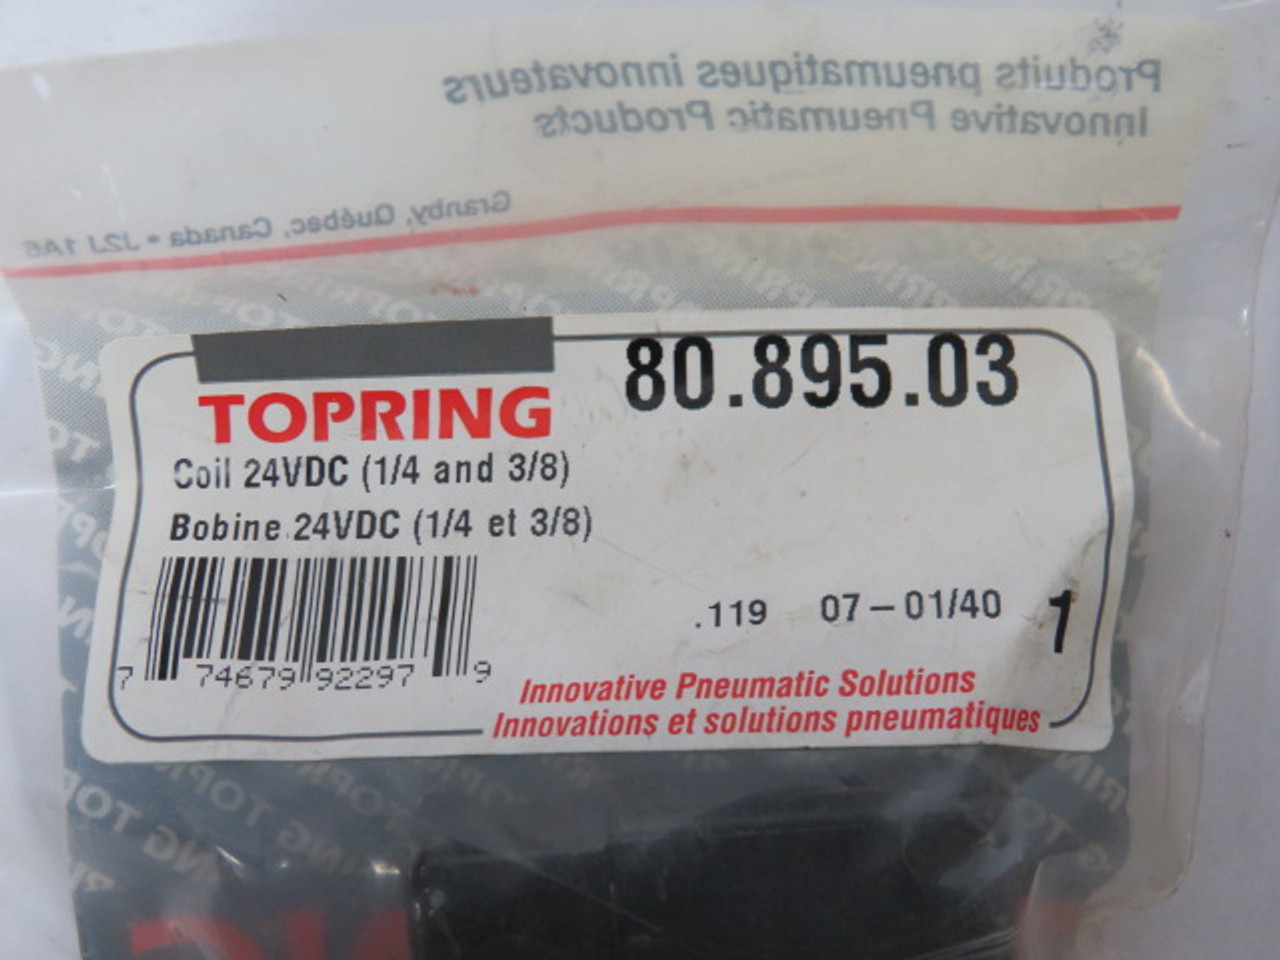 Produits pneumatiques innovateurs
Innovative Pneumatic Products
Granby, Québec, Canada • J2J 1A6
TOPRING
80.895.03
Coil 24VDC (1/4 and 3/8)
Bobine 24VDC (1/4 et 3/8)
.119 07-01/40 1
7 74679 92297 9
Innovative Pneumatic Solutions
Innovations et solutions pneumatiques